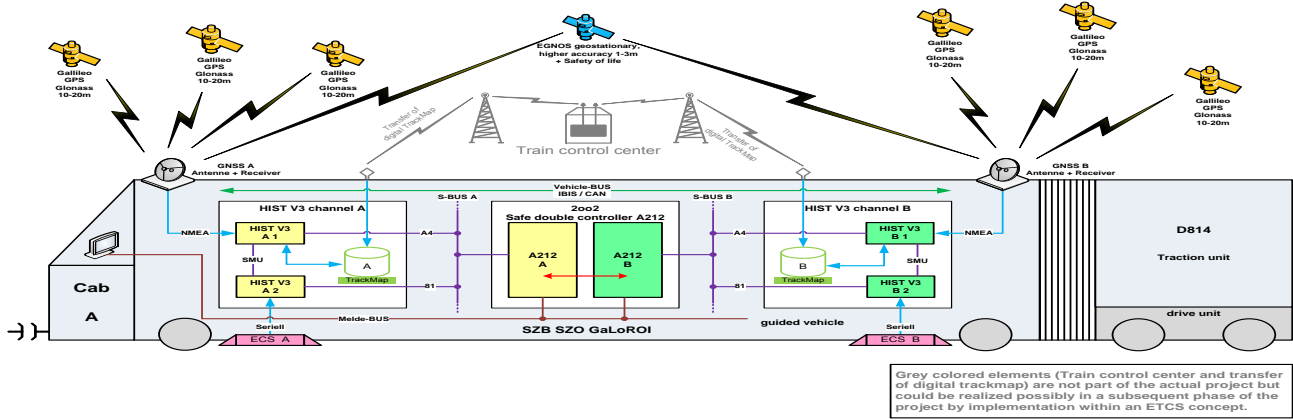 Gallileo
GPS
Glonass
10-20m
Gallileo
GPS
Glonass
10-20m
Gallileo
GPS
Glonass
10-20m
EGNOS geostationary,
higher accuracy 1-3m
+ Safety of life
Gallileo
GPS
Glonass
10-20m
Gallileo
GPS
Glonass
10-20m
Gallileo
GPS
Glonass
10-20m
Transfer of
digital TrackMap
Train control center
Transfer of
digital TrackMap
GNSS A
Antenne + Receiver
GNSS B
Antenne + Receiver
Vehicle-BUS
IBIS / CAN
HIST V3 channel A
S-BUS A
2oo2
Safe double controller A212
S-BUS B
HIST V3 channel B
NMEA
HIST V3
A 1
A4
SMU
A
TrackMap
HIST V3
A 2
81
A212
A
A212
B
A4
HIST V3
B 1
NMEA
SMU
B
TrackMap
81
HIST V3
B 2
D814
Traction unit
Cab
A
Melde-BUS
Seriell
ECS A
SZB SZO GaLoROI
guided vehicle
Seriell
ECS B
drive unit
Grey colored elements (Train control center and transfer
of digital trackmap) are not part of the actual project but
could be realized possibly in a subsequent phase of the
project by implementation within an ETCS concept.